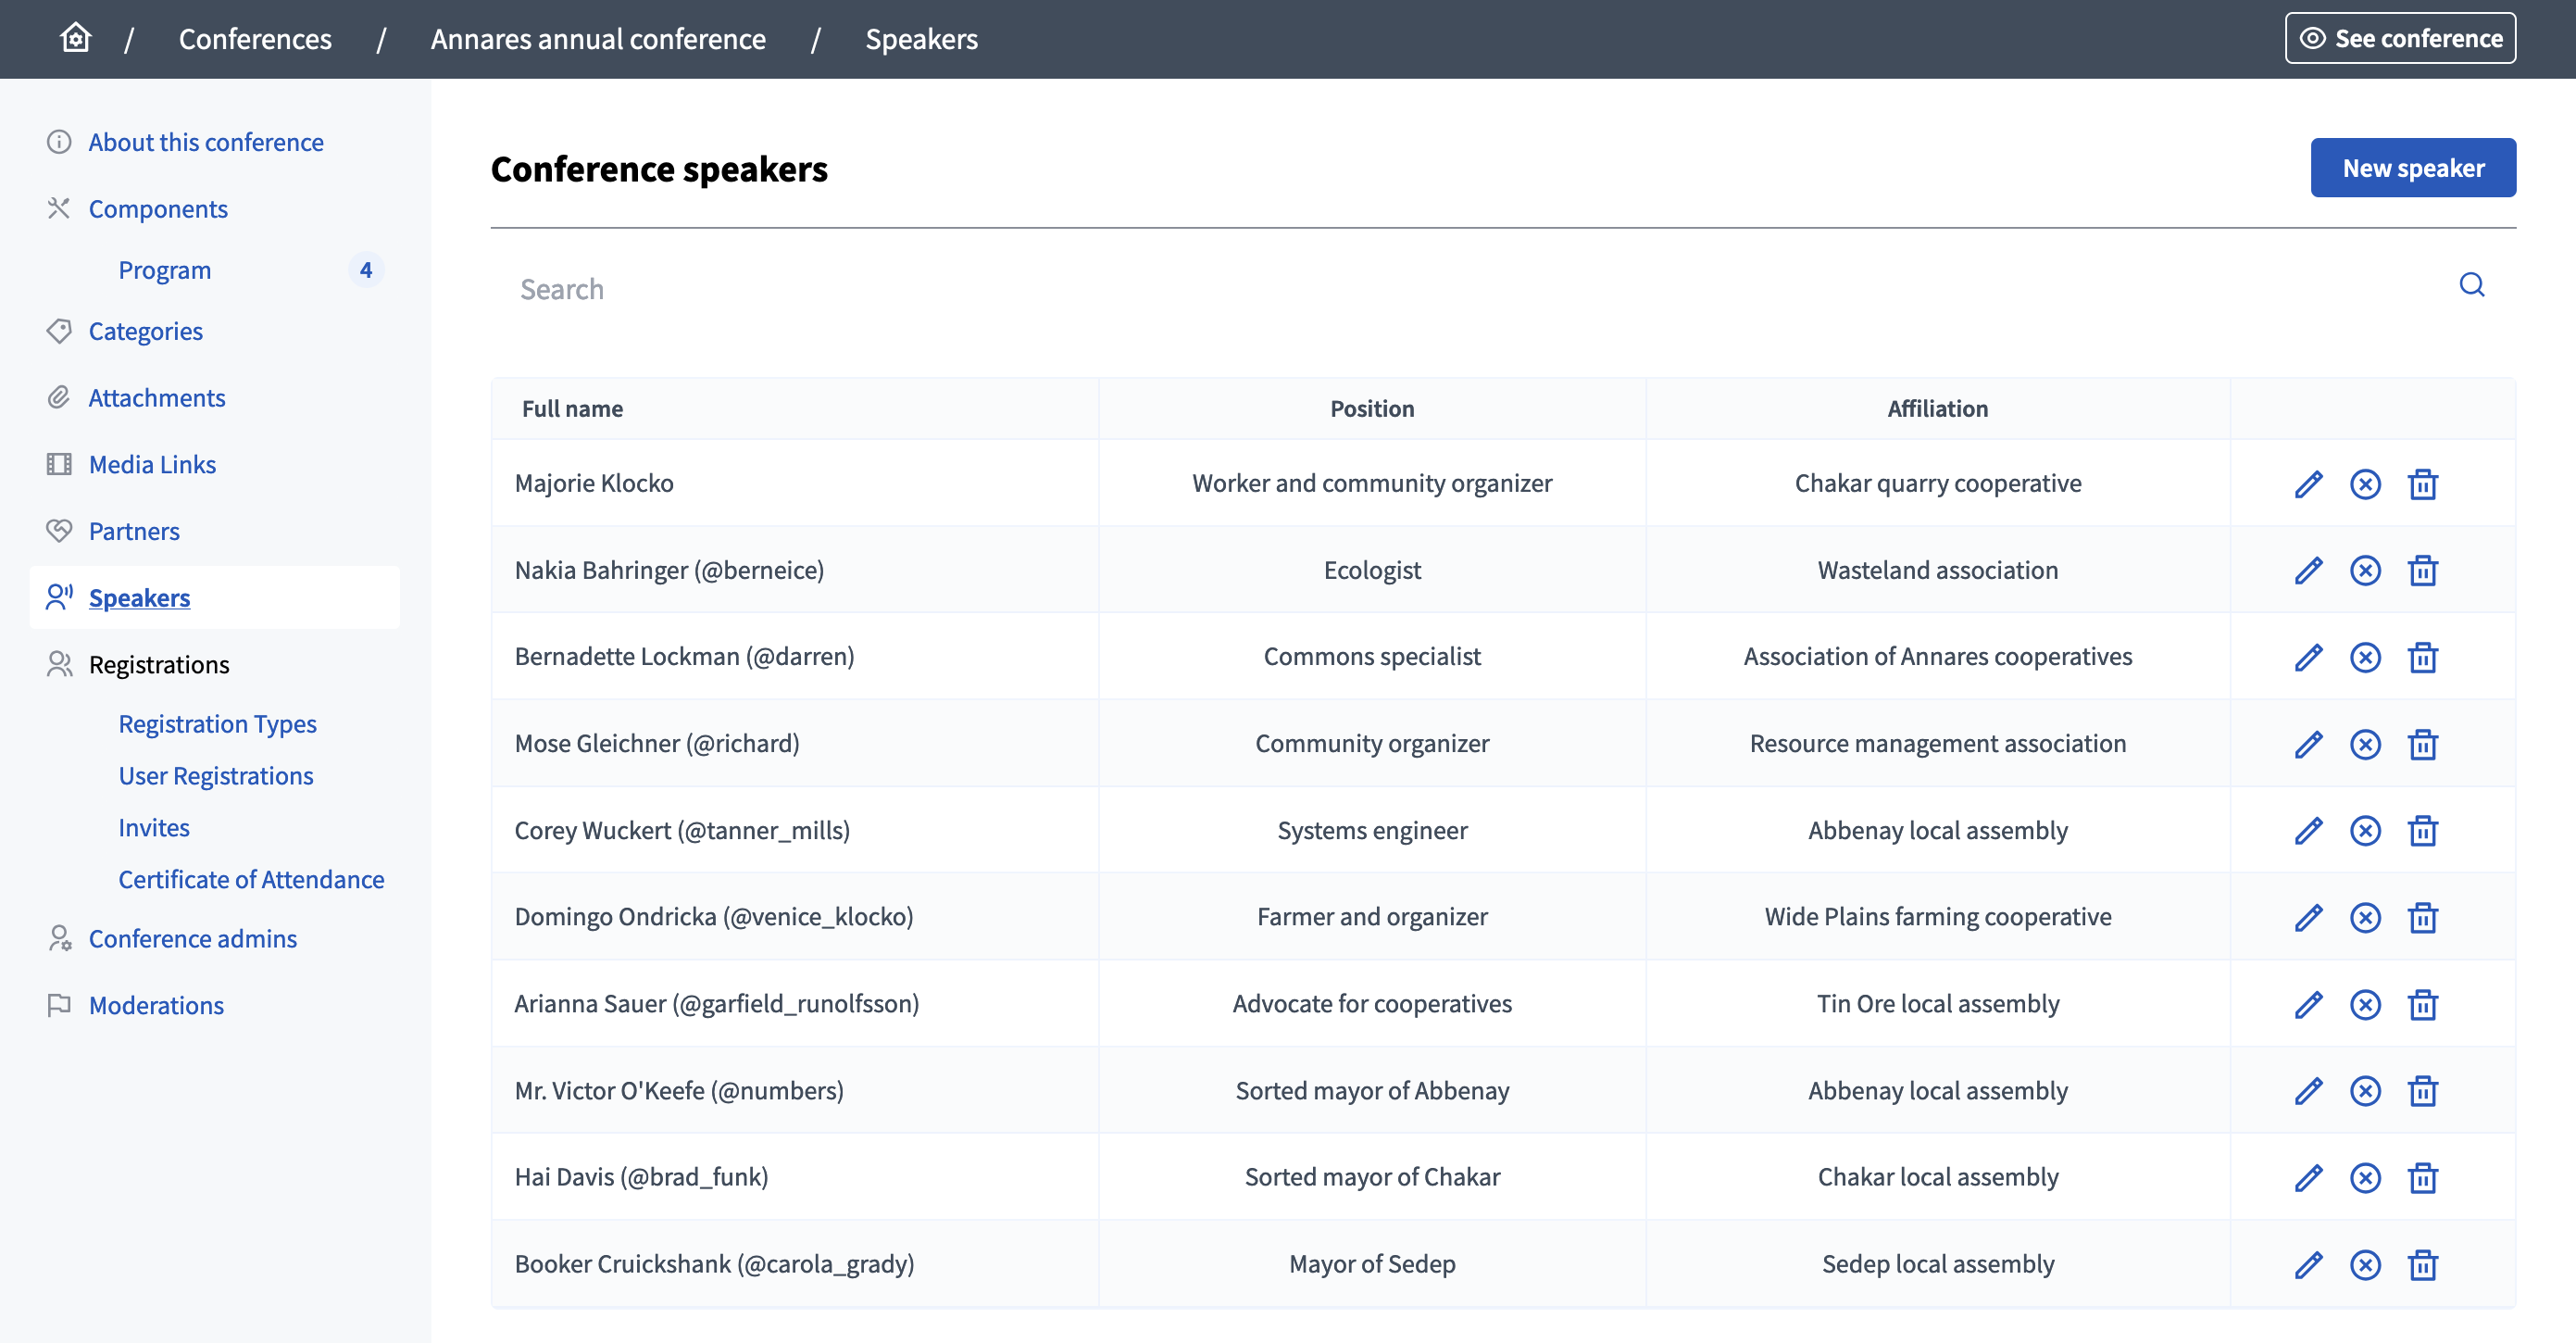 / Conferences / Annares annual conference / Speakers
See conference
About this conference
Components
Program 4
Categories
Attachments
Media Links
Partners
Speakers
Registrations
Registration Types
User Registrations
Invites
Certificate of Attendance
Conference admins
Moderations
Conference speakers
New speaker
Search
Full name Position Affiliation
Majorie Klocko Worker and community organizer Chakar quarry cooperative
Nakia Bahringer (@berneice) Ecologist Wasteland association
Bernadette Lockman (@darren) Commons specialist Association of Annares cooperatives
Mose Gleichner (@richard) Community organizer Resource management association
Corey Wuckert (@tanner_mills) Systems engineer Abbenay local assembly
Domingo Ondricka (@venice_klocko) Farmer and organizer Wide Plains farming cooperative
Arianna Sauer (@garfield_runolfsson) Advocate for cooperatives Tin Ore local assembly
Mr. Victor O'Keefe (@numbers) Sorted mayor of Abbenay Abbenay local assembly
Hai Davis (@brad_funk) Sorted mayor of Chakar Chakar local assembly
Booker Cruickshank (@carola_grady) Mayor of Sedep Sedep local assembly